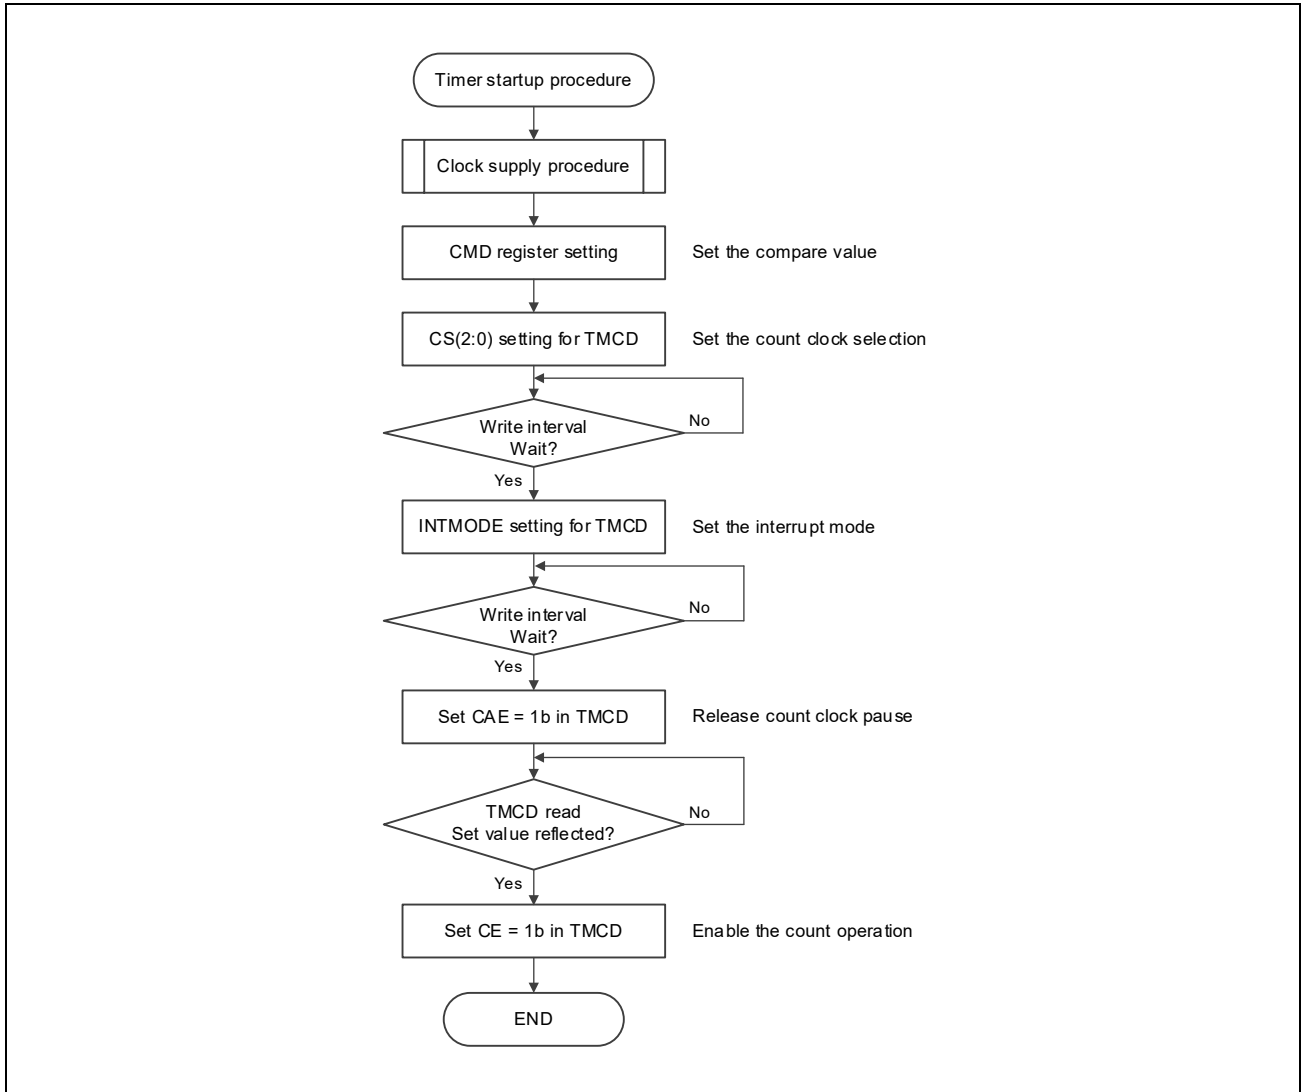 Timer startup procedure
Clock supply procedure
CMD register setting
Set the compare value
CS(2:0) setting for TMCD
Set the count clock selection
Write interval
Wait?
No
Yes
INTMODE setting for TMCD
Set the interrupt mode
Write interval
Wait?
No
Yes
Set CAE = 1b in TMCD
Release count clock pause
TMCD read
Set value reflected?
No
Yes
Set CE = 1b in TMCD
Enable the count operation
END